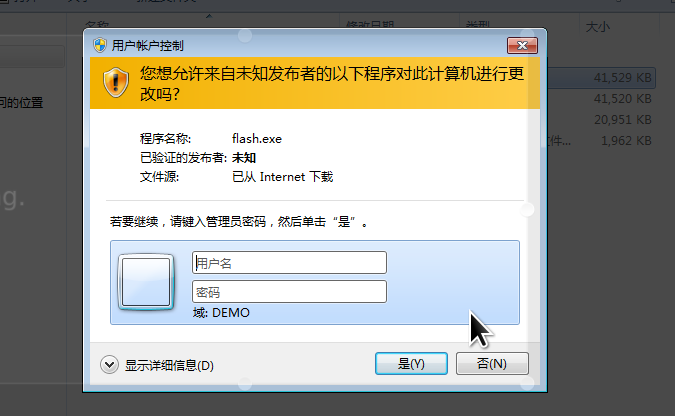 名称
修改日期
类型
大小
用户帐户控制
您想允许来自未知发布者的以下程序对此计算机进行更
改吗?
程序名称: flash.exe
已验证的发布者: 未知
文件源: 已从 Internet 下载
若要继续，请键入管理员密码，然后单击“是”。
用户名
密码
域: DEMO
显示详细信息(D)
是(Y)
否(N)
问的位置
g.
41,529 KB
41,520 KB
20,951 KB
文件... 1,962 KB